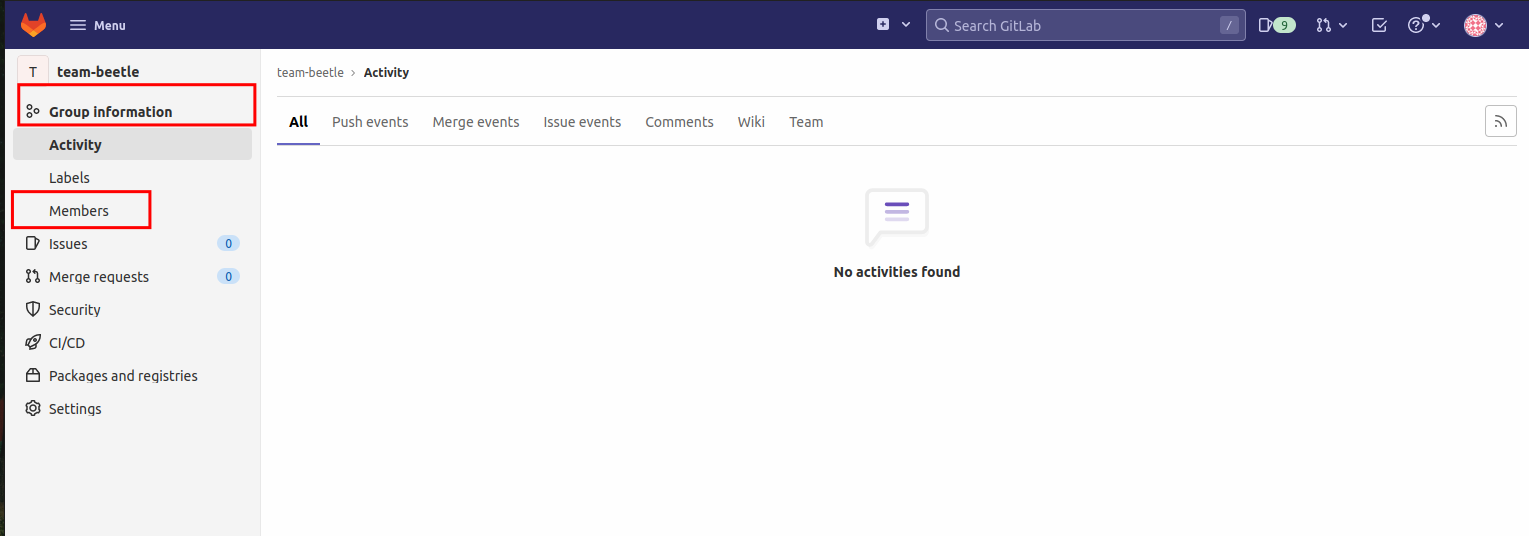 Menu
Search GitLab
/
9
T team-beetle
Group information
Activity
Labels
Members
Issues 0
Merge requests 0
Security
CI/CD
Packages and registries
Settings
team-beetle › Activity
All Push events Merge events Issue events Comments Wiki Team
No activities found